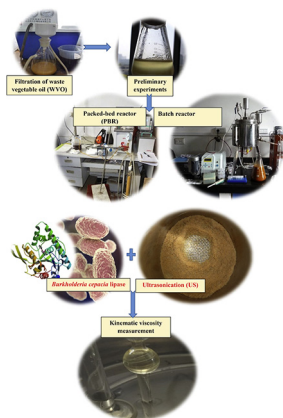 Filtration of waste
vegetable oil (WVO)
Preliminary
experiments
Packed-bed reactor
(PBR)
Batch reactor
Barkholderia cepacia lipase
Ultrasonication (US)
Kinematic viscosity
measurement